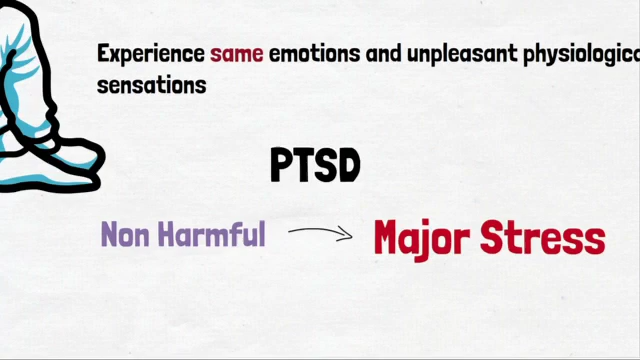 Experience same emotions and unpleasant physiologica
sensations
PTSD
Non Harmful Major Stress